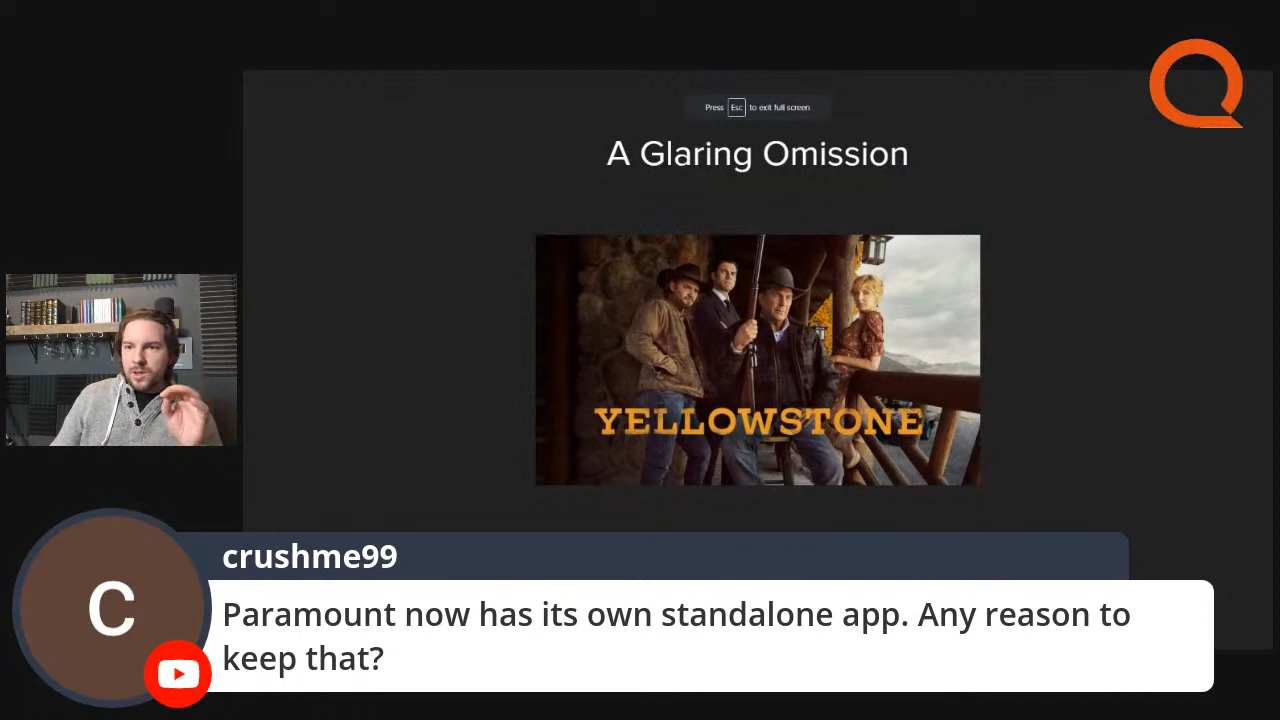 Press Esc to exit full screen
A Glaring Omission
YELLOWSTONE
crushme99
C
Paramount now has its own standalone app. Any reason to
keep that?